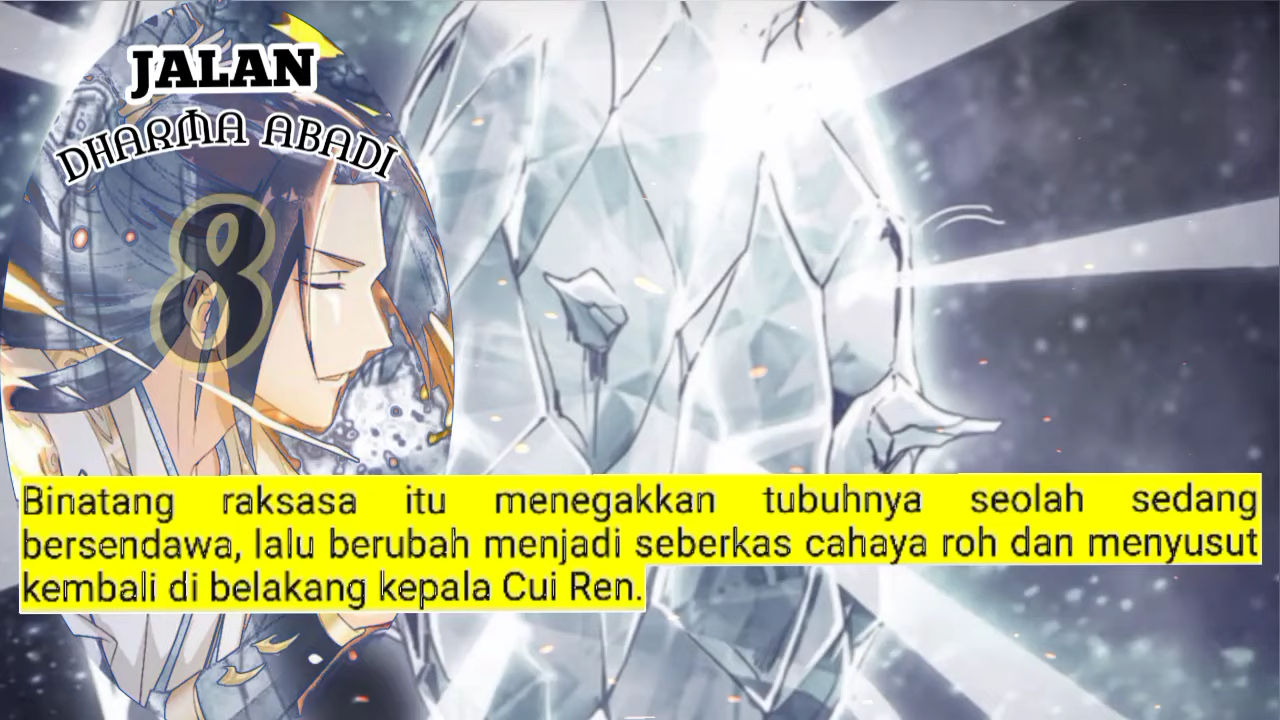 JALAN
DHARMA ABADI
8
Binatang raksasa itu menegakkan tubuhnya seolah sedang
bersendawa, lalu berubah menjadi seberkas cahaya roh dan menyusut
kembali di belakang kepala Cui Ren.